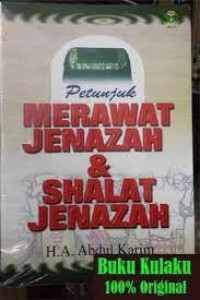 Petunjuk
MERAWAT
JENAZAH
&
SHALAT
JENAZAH
H.A. Abdul Karim
Buku Kulaku
100% Original